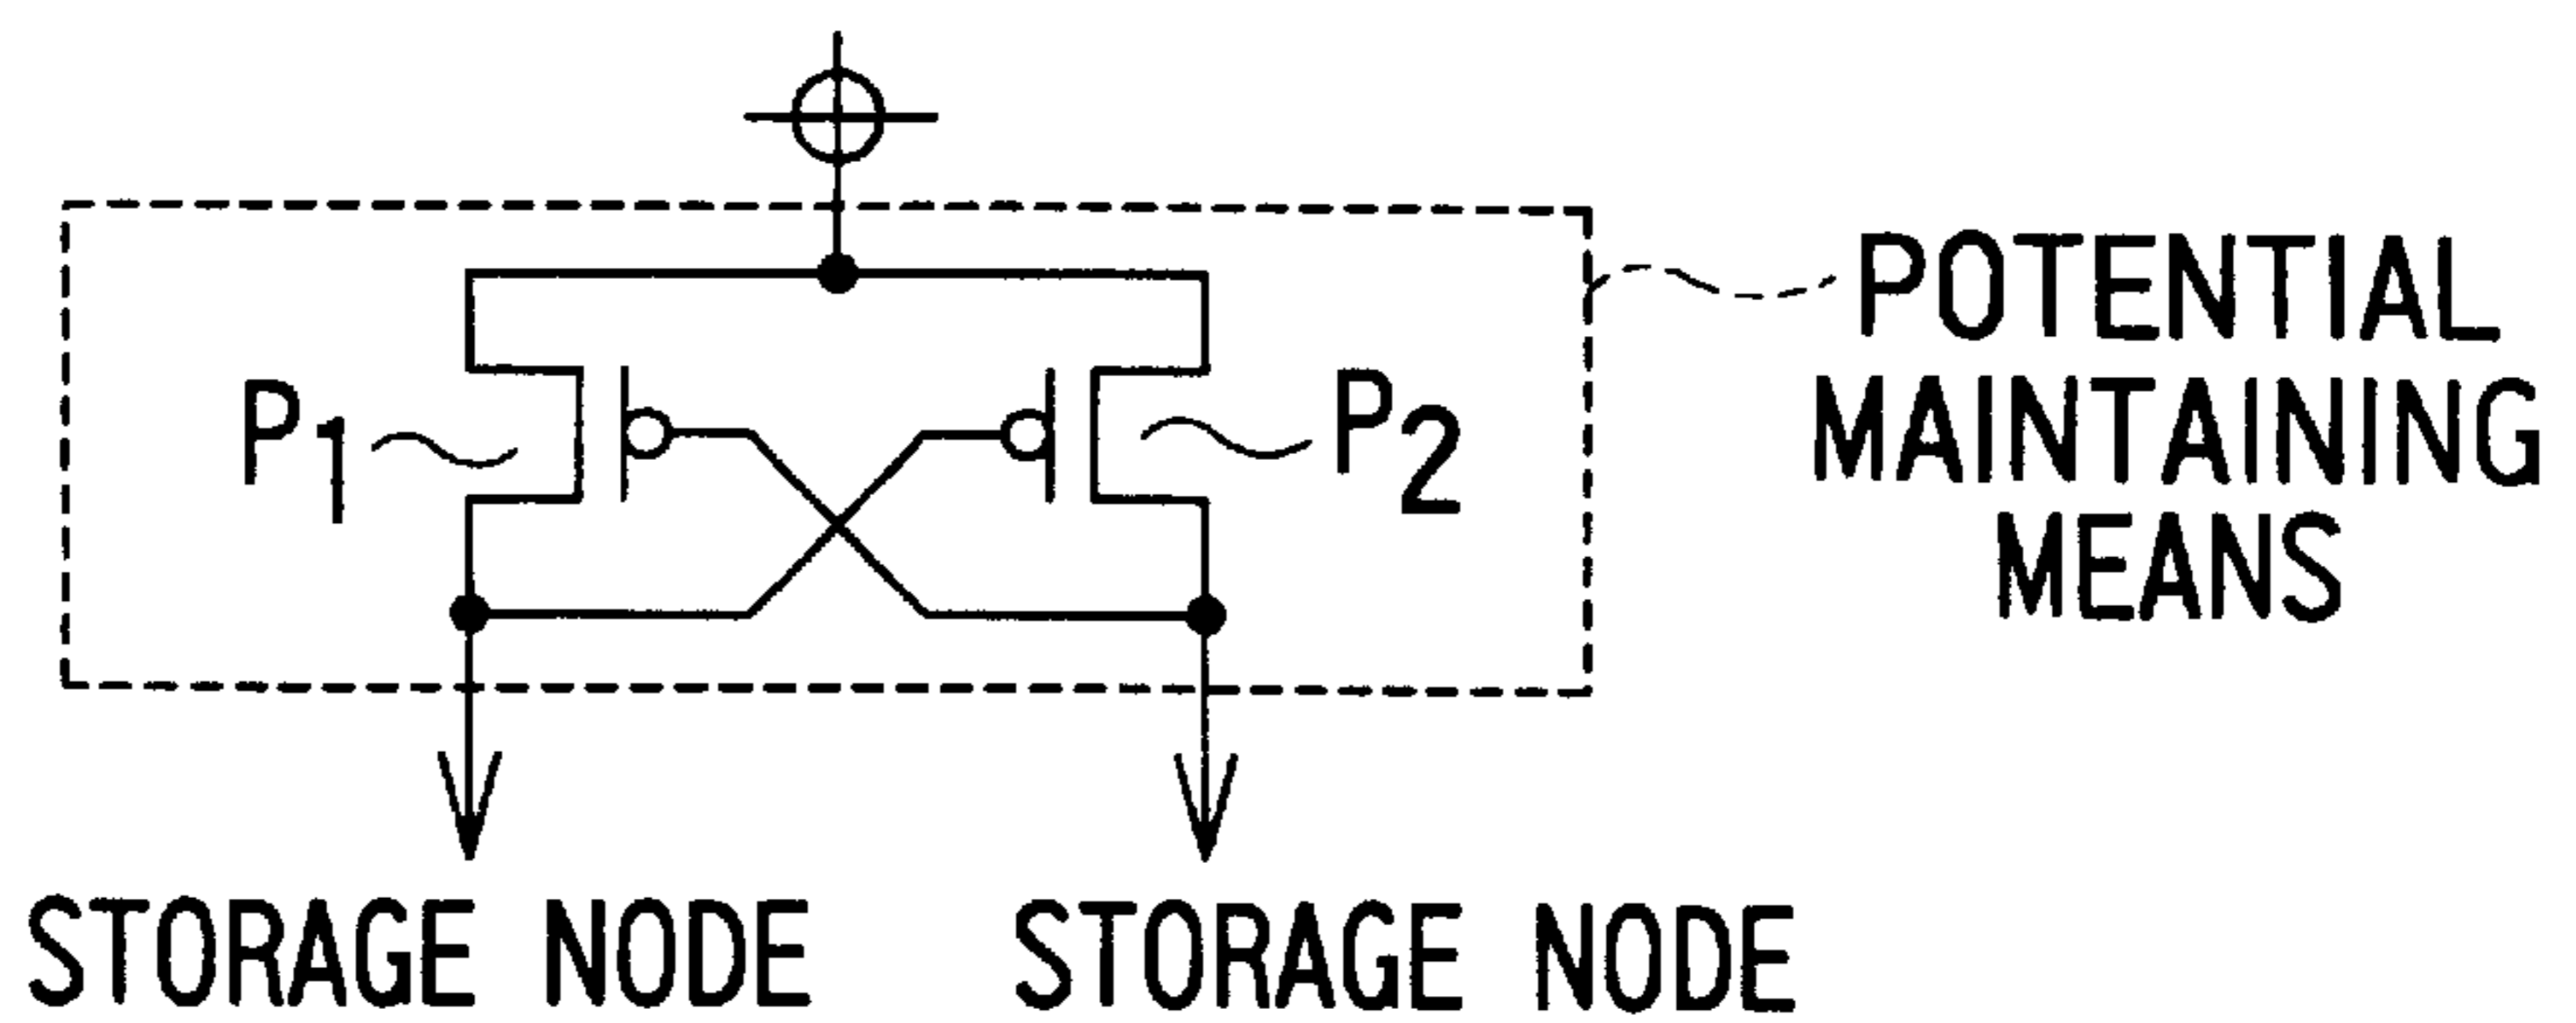 POTENTIAL
MAINTAINING
MEANS
P1
P2
STORAGE NODE
STORAGE NODE